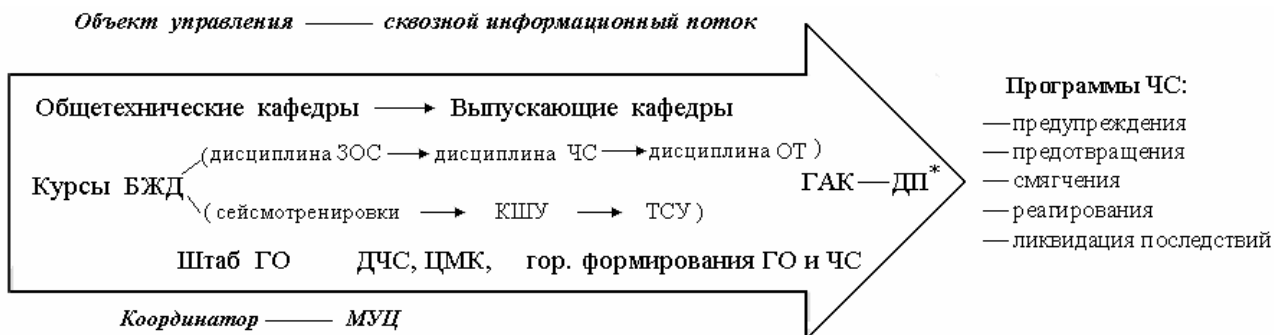 Объект управления —— сквозной информационный поток
Общетехнические кафедры → Выпускающие кафедры
Программы ЧС:
(дисциплина ЗОС → дисциплина ЧС → дисциплина ОТ)
Курсы БЖД
ГАК — ДП*
(сейсмотренировки → КШУ → ТСУ)
Штаб ГО ДЧС, ЦМК, гор. формирования ГО и ЧС
— предупреждения
— предотвращения
— смягчения
— реагирования
— ликвидация последствий
Координатор —— МУЦ